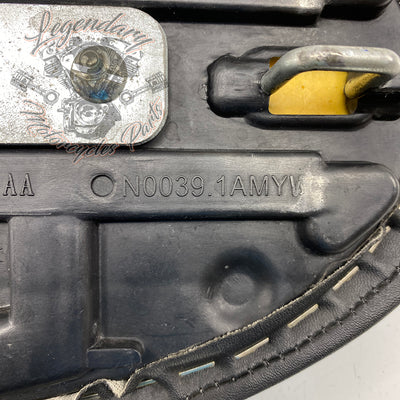 Legendary
Motorcycles Parts
AA
N0039.1AMYW